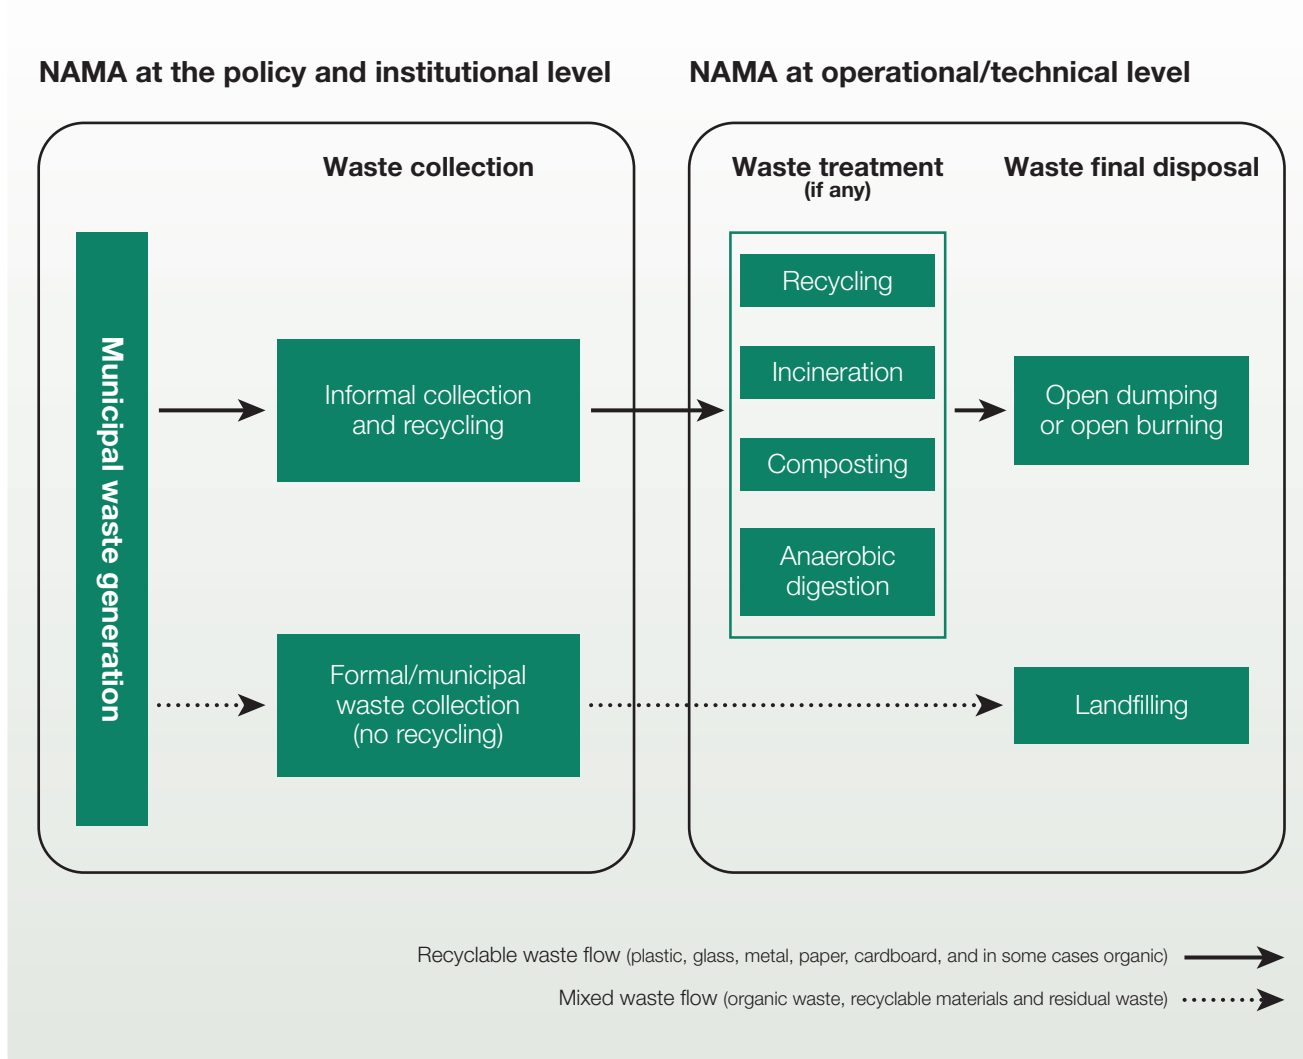 NAMA at the policy and institutional level
Waste collection
Municipal waste generation
Informal collection
and recycling
Formal/municipal
waste collection
(no recycling)
NAMA at operational/technical level
Waste treatment
(if any)
Recycling
Incineration
Composting
Anaerobic
digestion
Waste final disposal
Open dumping
or open burning
Landfilling
Recyclable waste flow (plastic, glass, metal, paper, cardboard, and in some cases organic)
Mixed waste flow (organic waste, recyclable materials and residual waste)